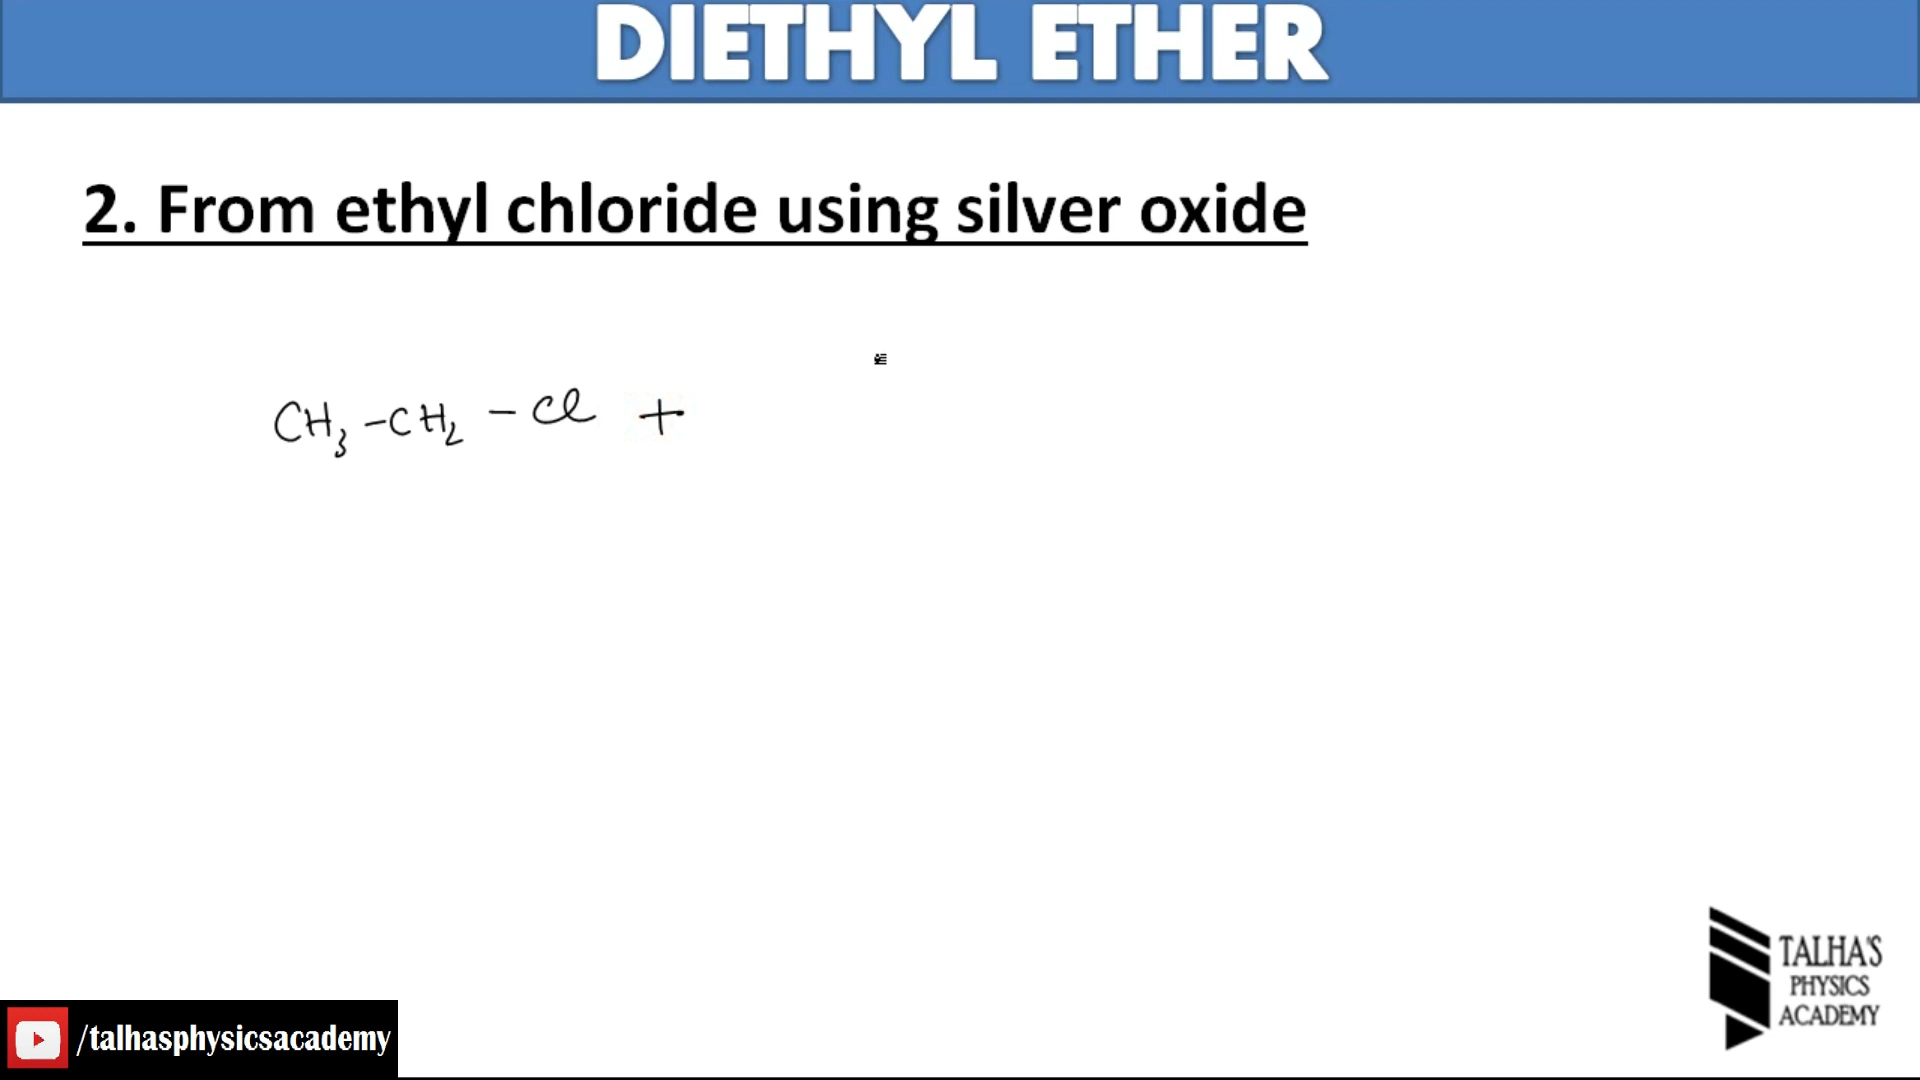 DIETHYL ETHER
2. From ethyl chloride using silver oxide
CH₃ – CH₂ – Cl +
TALHA'S
PHYSICS
ACADEMY
/talhasphysicsacademy